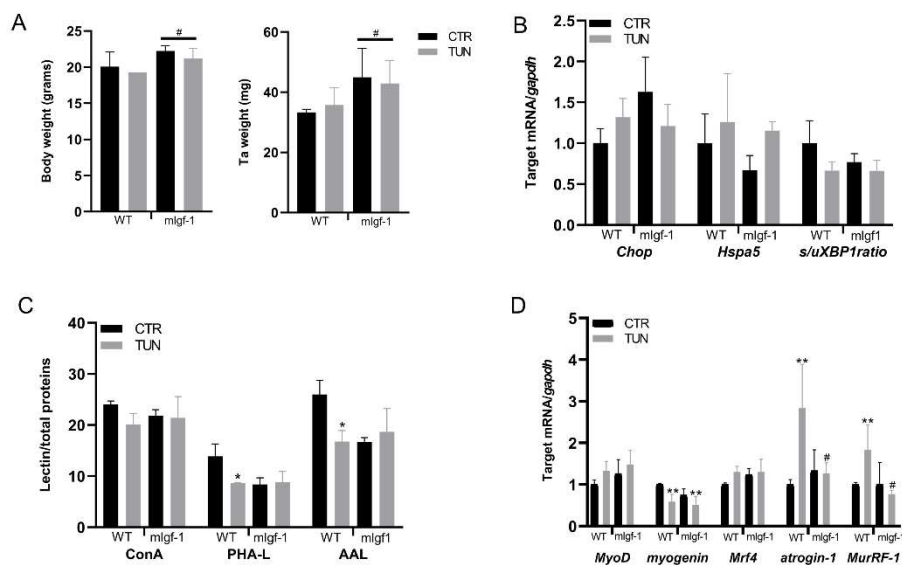 A
Body weight (grams)
25
20
15
10
5
0
#
WT
mIgf-1
Ta weight (mg)
60
40
20
0
#
WT
mIgf-1
CTR
TUN
B
CTR
TUN
Target mRNA/gapdh
2.5
2.0
1.5
1.0
0.5
0.0
WT mIgf-1 WT mIgf-1 WT mIgf1
Chop Hspa5 s/uXBP1ratio
C
CTR
TUN
Lectin/total proteins
40
30
20
10
0
* *
WT mIgf-1 WT mIgf-1 WT mIgf1
ConA PHA-L AAL
D
CTR
TUN
Target mRNA/gapdh
5
4
3
2
1
0
** ** ** # ** #
WT mIgf-1 WT mIgf-1 WT mIgf-1 WT mIgf-1 WT mIgf-1
MyoD myogenin Mrf4 atrogin-1 MurRF-1